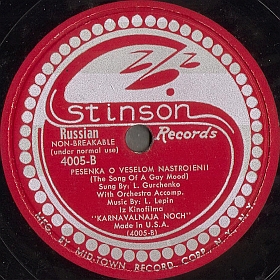 Stinson
Records
Russian
NON-BREAKABLE
(under normal use)
4005-B
PESENKA O VESELOM NASTROIENII
(The Song Of A Gay Mood)
Sung By: L. Gurchenko
With Orchestra Accomp.
Music By: L. Lepin
Iz Kinofilma
"KARNAVALNAJA NOCH"
Made in U.S.A.
(4005-B)
MFG. BY MID-TOWN RECORD CORP., N.Y., N.Y.